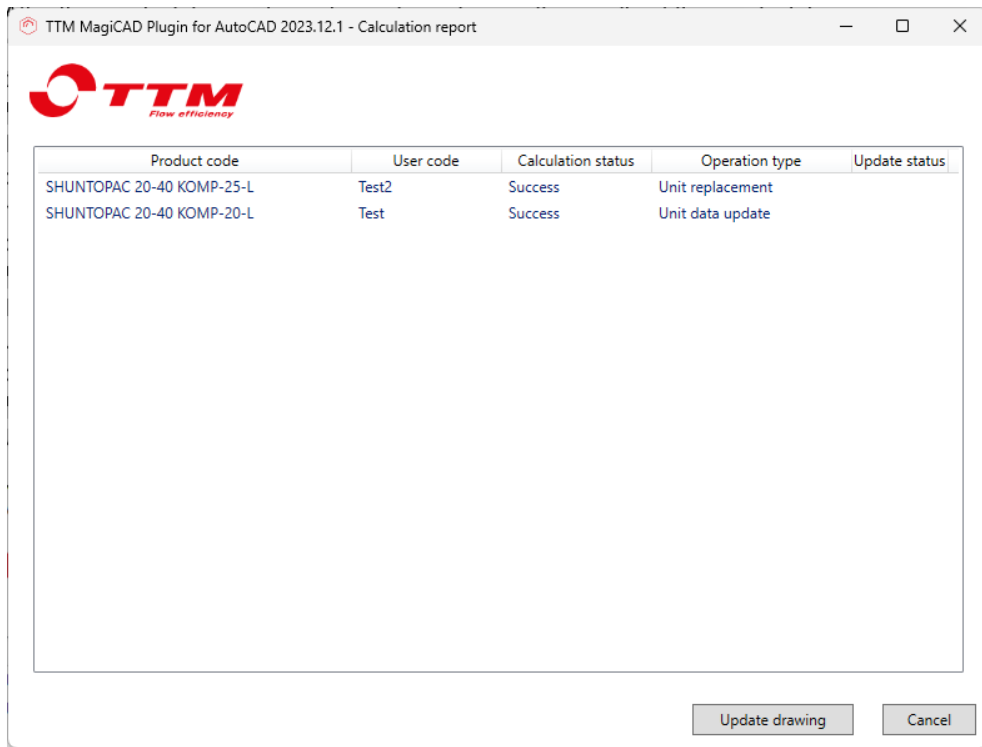 TTM MagiCAD Plugin for AutoCAD 2023.12.1 - Calculation report
TTM
Flow efficiency
Product code User code Calculation status Operation type Update status
SHUNTOPAC 20-40 KOMP-25-L Test2 Success Unit replacement
SHUNTOPAC 20-40 KOMP-20-L Test Success Unit data update
Update drawing Cancel